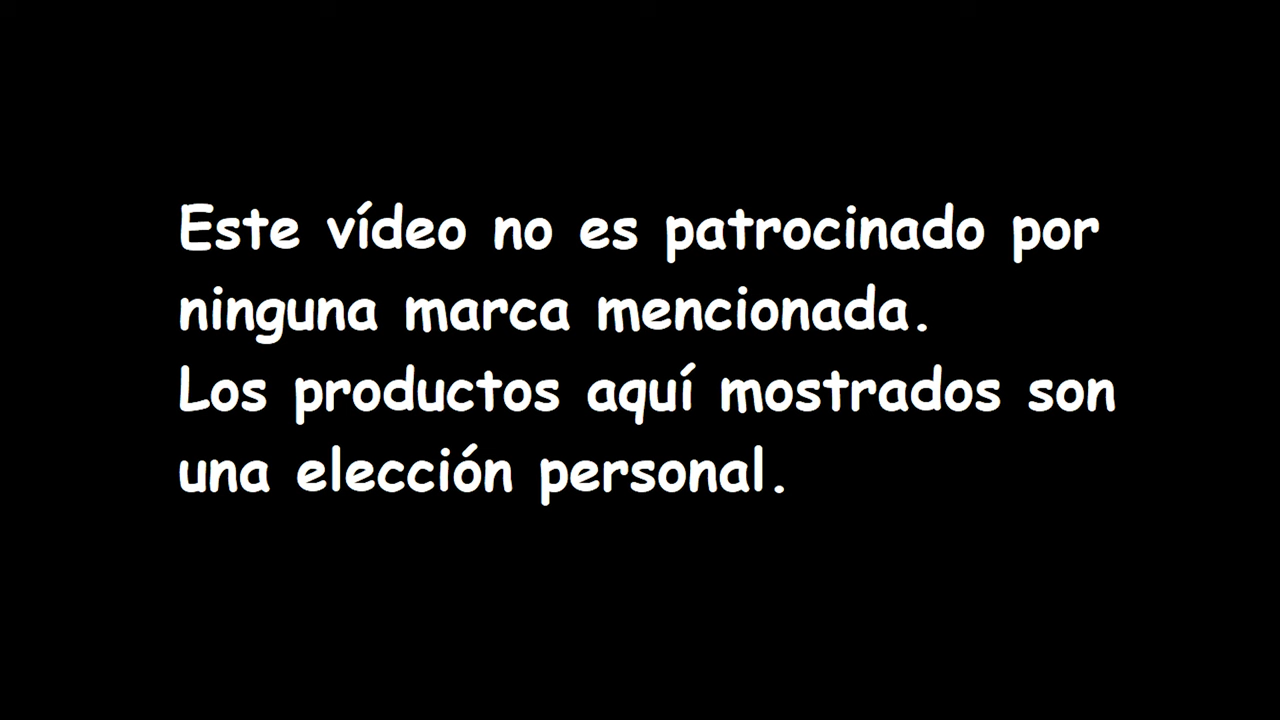 Este vídeo no es patrocinado por
ninguna marca mencionada.
Los productos aquí mostrados son
una elección personal.